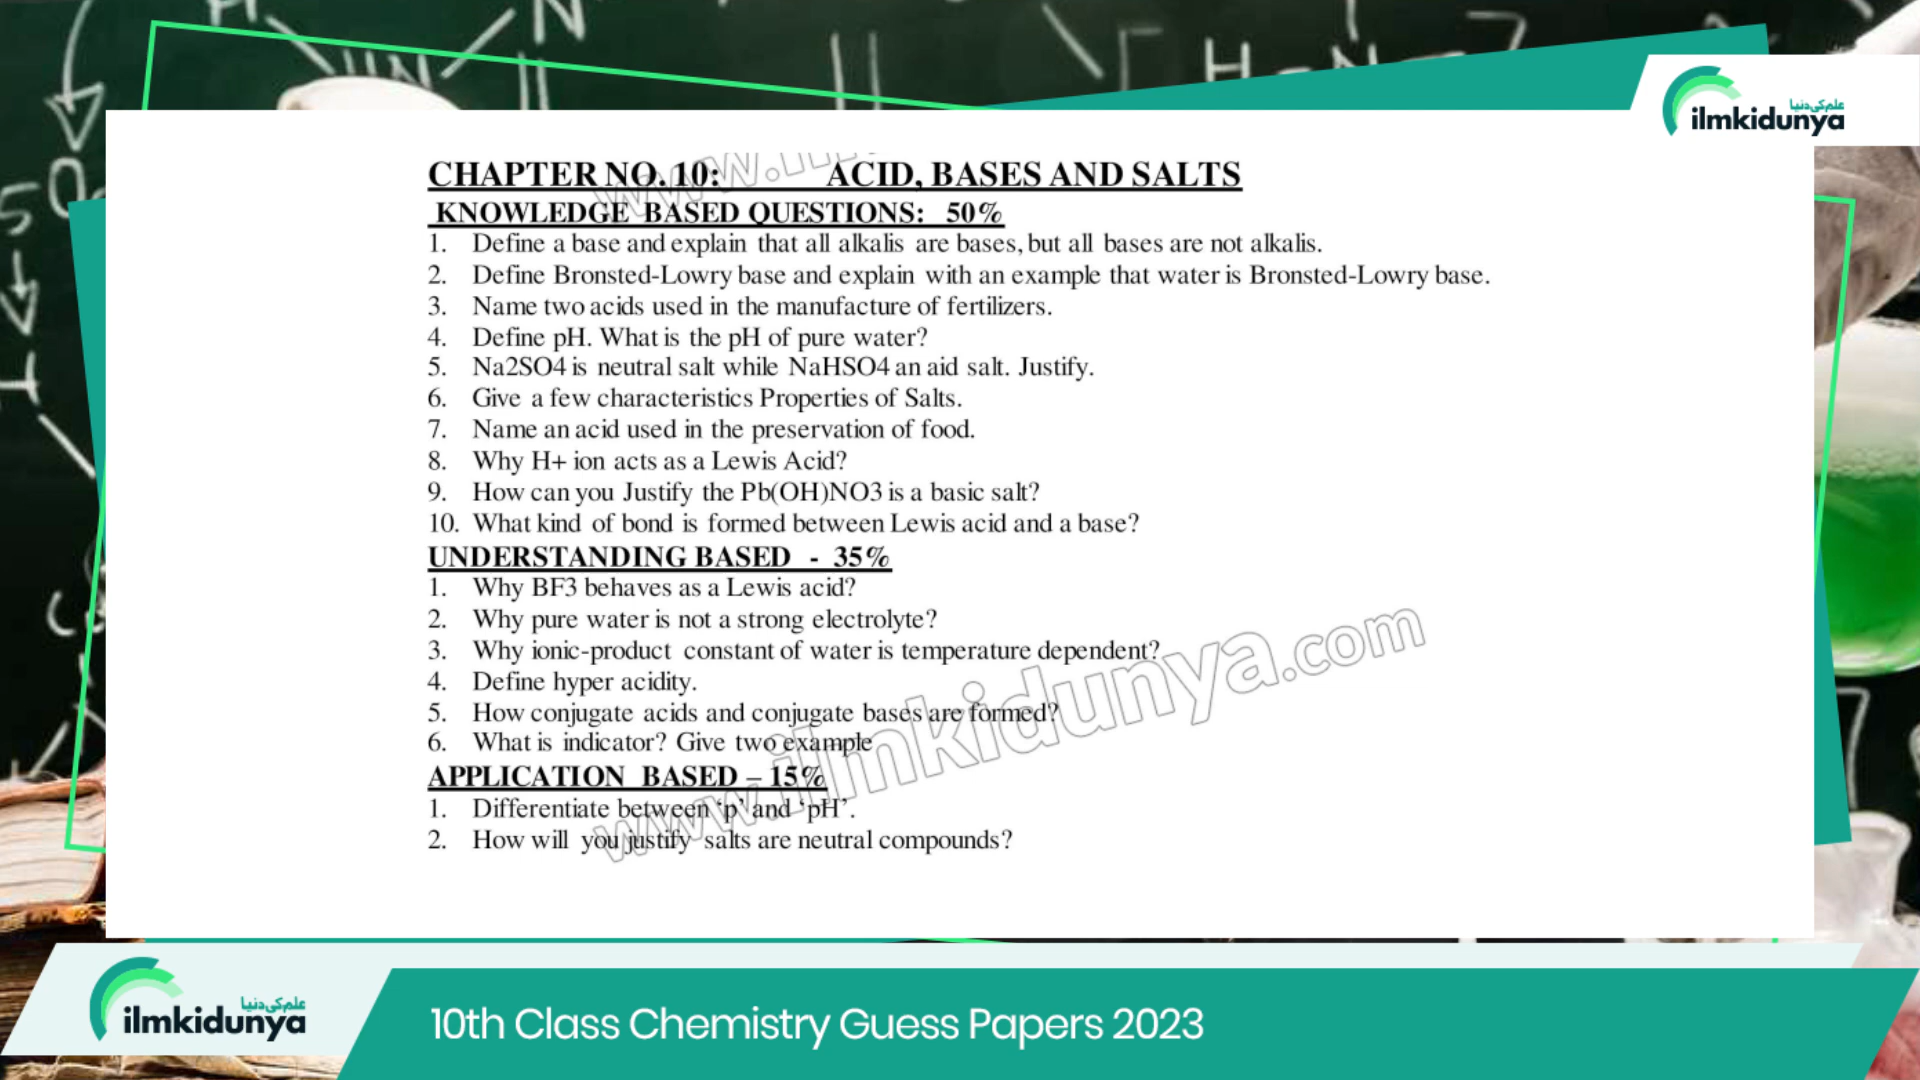 علم کی دنیا
ilmkidunya
CHAPTER NO. 10: ACID, BASES AND SALTS
KNOWLEDGE BASED QUESTIONS: 50%
1. Define a base and explain that all alkalis are bases, but all bases are not alkalis.
2. Define Bronsted-Lowry base and explain with an example that water is Bronsted-Lowry base.
3. Name two acids used in the manufacture of fertilizers.
4. Define pH. What is the pH of pure water?
5. Na2SO4 is neutral salt while NaHSO4 an aid salt. Justify.
6. Give a few characteristics Properties of Salts.
7. Name an acid used in the preservation of food.
8. Why H+ ion acts as a Lewis Acid?
9. How can you Justify the Pb(OH)NO3 is a basic salt?
10. What kind of bond is formed between Lewis acid and a base?
UNDERSTANDING BASED - 35%
1. Why BF3 behaves as a Lewis acid?
2. Why pure water is not a strong electrolyte?
3. Why ionic-product constant of water is temperature dependent?
4. Define hyper acidity.
5. How conjugate acids and conjugate bases are formed?
6. What is indicator? Give two example
APPLICATION BASED – 15%
1. Differentiate between ‘p’ and ‘pH’.
2. How will you justify salts are neutral compounds?
www.ilmkidunya.com
علم کی دنیا
ilmkidunya
10th Class Chemistry Guess Papers 2023